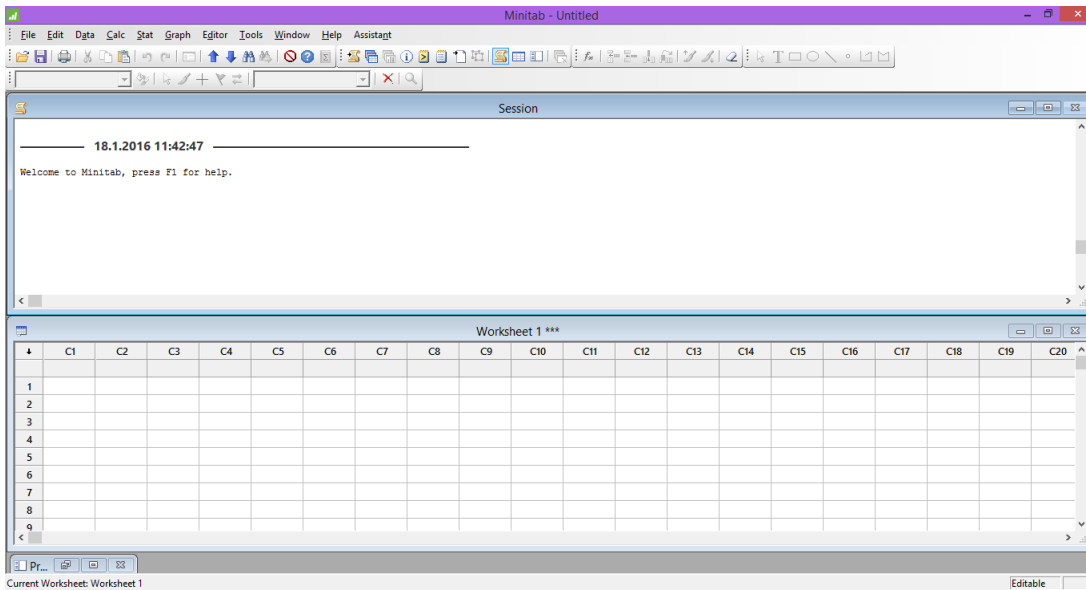 Minitab - Untitled
File Edit Data Calc Stat Graph Editor Tools Window Help Assistant
Session
18.1.2016 11:42:47
Welcome to Minitab, press F1 for help.
Worksheet 1 ***
C1 C2 C3 C4 C5 C6 C7 C8 C9 C10 C11 C12 C13 C14 C15 C16 C17 C18 C19 C20
1
2
3
4
5
6
7
8
9
Pr...
Current Worksheet: Worksheet 1
Editable